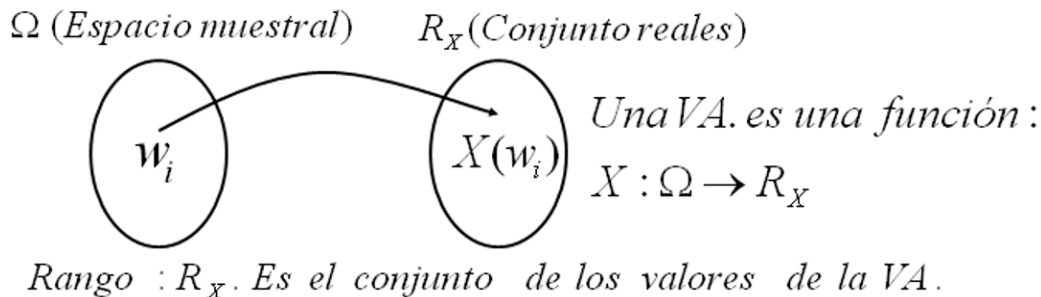 Ω (Espacio muestral) R_X (Conjunto reales)
w_i
X(w_i)
Una VA. es una función :
X : Ω → R_X
Rango : R_X. Es el conjunto de los valores de la VA.